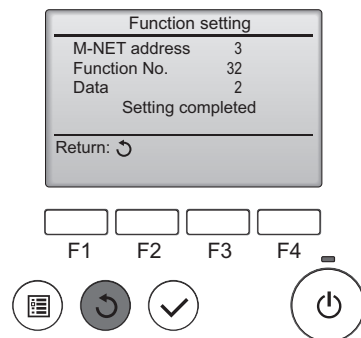 Function setting
M-NET address 3
Function No. 32
Data 2
Setting completed
Return:
F1 F2 F3 F4